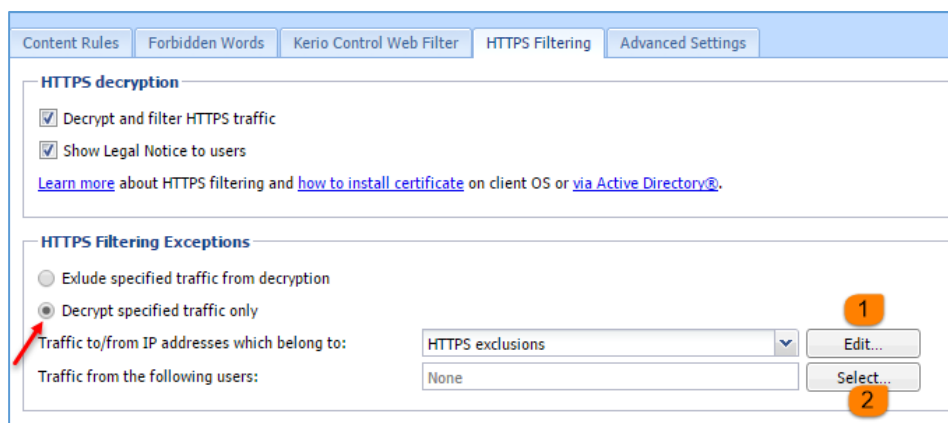 Content Rules Forbidden Words Kerio Control Web Filter HTTPS Filtering Advanced Settings
HTTPS decryption
Decrypt and filter HTTPS traffic
Show Legal Notice to users
Learn more about HTTPS filtering and how to install certificate on client OS or via Active Directory®.
HTTPS Filtering Exceptions
Exlude specified traffic from decryption
Decrypt specified traffic only
1
Traffic to/from IP addresses which belong to: HTTPS exclusions Edit...
Traffic from the following users: None Select...
2